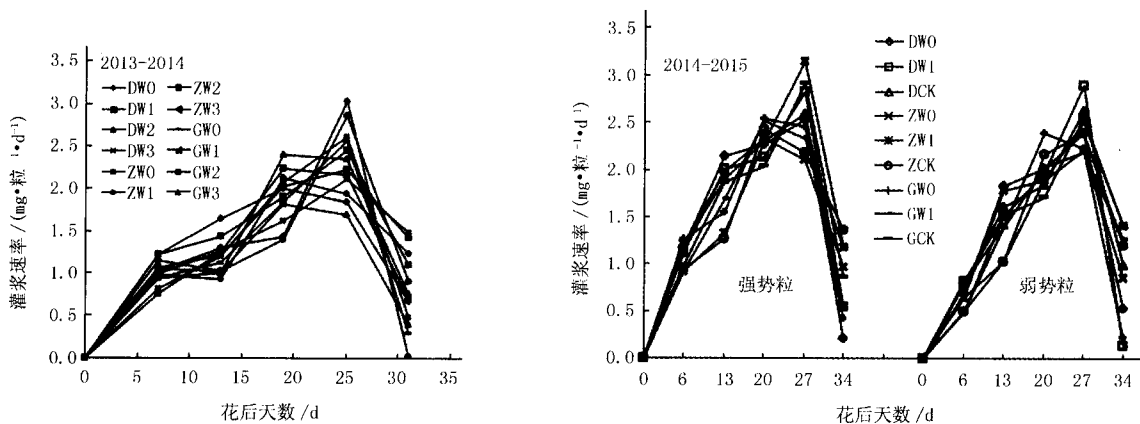 2013-2014
DW0 ZW2
DW1 ZW3
DW2 GW0
DW3 GW1
ZW0 GW2
ZW1 GW3
灌浆速率/(mg•粒⁻¹•d⁻¹)
3.5
3.0
2.5
2.0
1.5
1.0
0.5
0.0
0 5 10 15 20 25 30 35
花后天数/d
2014-2015
DW0
DW1
DCK
ZW0
ZW1
ZCK
GW0
GW1
GCK
灌浆速率/(mg•粒⁻¹•d⁻¹)
3.5
3.0
2.5
2.0
1.5
1.0
0.5
0.0
强势粒
弱势粒
0 6 13 20 27 34 0 6 13 20 27 34
花后天数/d